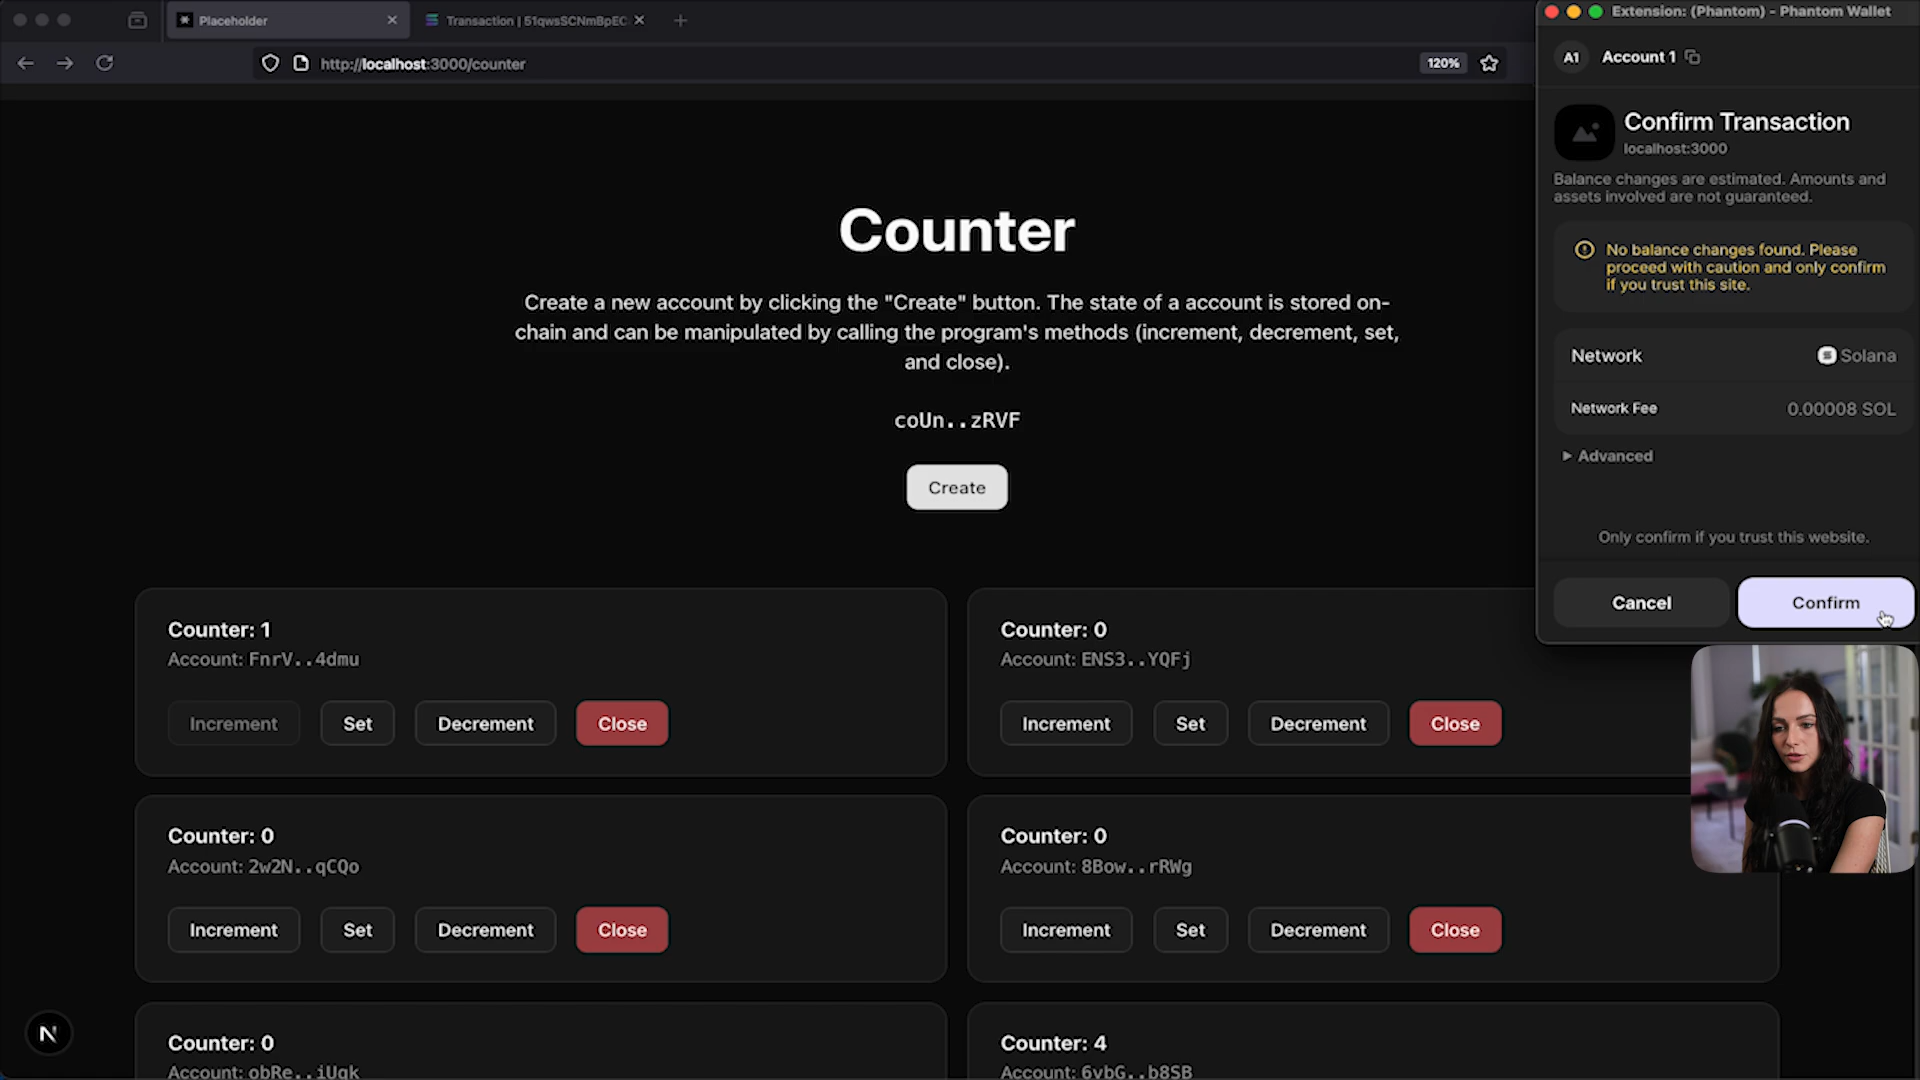 Placeholder
Transaction | 51qwsSCNmBpEC
http://localhost:3000/counter
120%
Counter
Create a new account by clicking the "Create" button. The state of a account is stored on-
chain and can be manipulated by calling the program's methods (increment, decrement, set,
and close).
coUn..zRVF
Create
Counter: 1
Account: FnrV..4dmu
Increment
Set
Decrement
Close
Counter: 0
Account: ENS3..YQFj
Increment
Set
Decrement
Close
Counter: 0
Account: 2w2N..qCQo
Increment
Set
Decrement
Close
Counter: 0
Account: 8Bow..rRWg
Increment
Set
Decrement
Close
Counter: 0
Account: obRe..iUgk
Counter: 4
Account: 6vbG..b8SB
N
Extension: (Phantom) - Phantom Wallet
A1
Account 1
Confirm Transaction
localhost:3000
Balance changes are estimated. Amounts and
assets involved are not guaranteed.
No balance changes found. Please
proceed with caution and only confirm
if you trust this site.
Network
Solana
Network Fee
0.00008 SOL
Advanced
Only confirm if you trust this website.
Cancel
Confirm